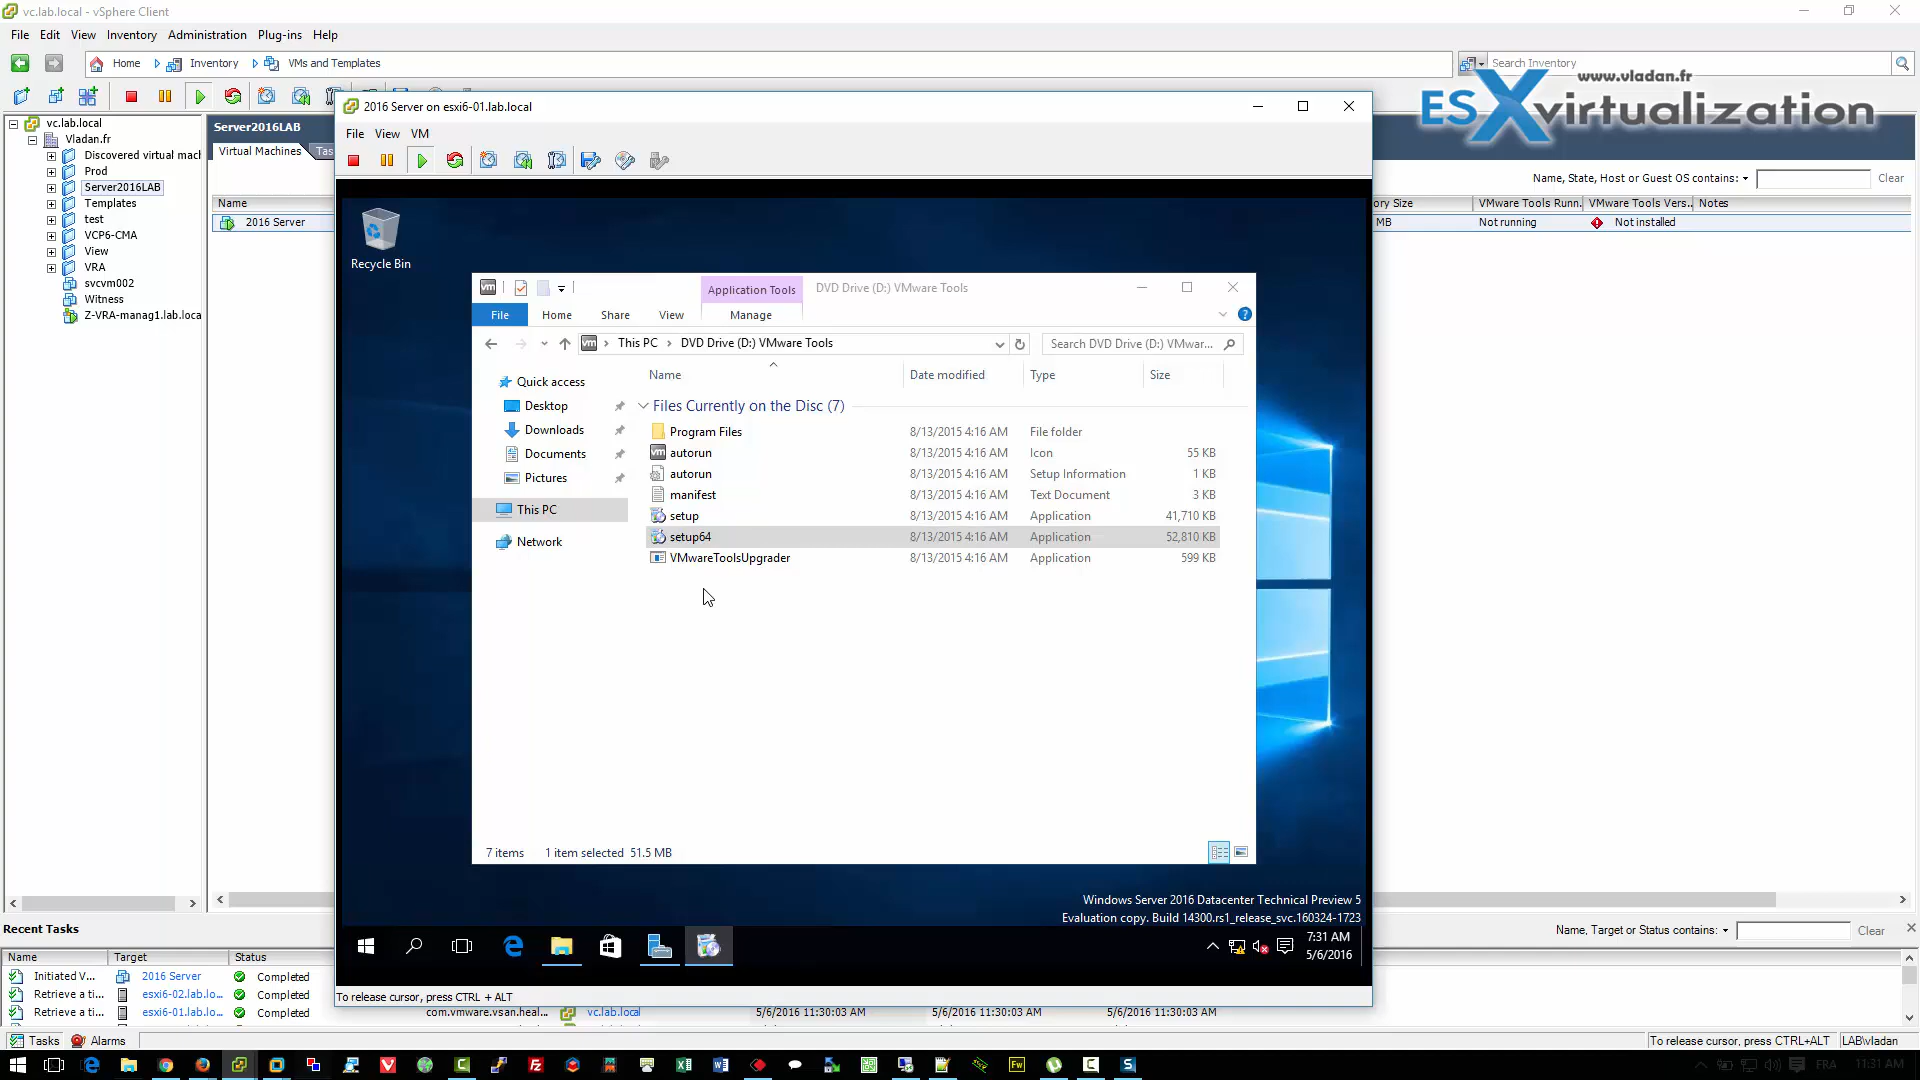 vc.lab.local - vSphere Client
File Edit View Inventory Administration Plug-ins Help
Home Inventory VMs and Templates
Search Inventory
www.vladan.fr
ESXvirtualization
vc.lab.local
Vladan.fr
Discovered virtual mach
Prod
Server2016LAB
Templates
test
VCP6-CMA
View
VRA
svcvm002
Witness
Z-VRA-manag1.lab.loca
Server2016LAB
Virtual Machines Tas
Name
2016 Server
Name, State, Host or Guest OS contains: Clear
ory Size VMware Tools Runn. VMware Tools Vers.. Notes
MB Not running Not installed
2016 Server on esxi6-01.lab.local
File View VM
Recycle Bin
Application Tools DVD Drive (D:) VMware Tools
File Home Share View Manage
This PC DVD Drive (D:) VMware Tools
Search DVD Drive (D:) VMwar...
Quick access
Desktop
Downloads
Documents
Pictures
This PC
Network
Name Date modified Type Size
Files Currently on the Disc (7)
Program Files 8/13/2015 4:16 AM File folder
autorun 8/13/2015 4:16 AM Icon 55 KB
autorun 8/13/2015 4:16 AM Setup Information 1 KB
manifest 8/13/2015 4:16 AM Text Document 3 KB
setup 8/13/2015 4:16 AM Application 41,710 KB
setup64 8/13/2015 4:16 AM Application 52,810 KB
VMwareToolsUpgrader 8/13/2015 4:16 AM Application 599 KB
7 items 1 item selected 51.5 MB
Windows Server 2016 Datacenter Technical Preview 5
Evaluation copy. Build 14300.rs1_release_svc.160324-1723
7:31 AM
5/6/2016
To release cursor, press CTRL + ALT
Recent Tasks
Name, Target or Status contains: Clear
Name Target Status
Initiated V... 2016 Server Completed
Retrieve a ti... esxi6-02.lab.lo... Completed
Retrieve a ti... esxi6-01.lab.lo... Completed com.vmware.vsan.heal... vc.lab.local 5/6/2016 11:30:03 AM 5/6/2016 11:30:03 AM 5/6/2016 11:30:03 AM
Tasks Alarms
To release cursor, press CTRL+ALT LAB\vladan
FRA 11:31 AM